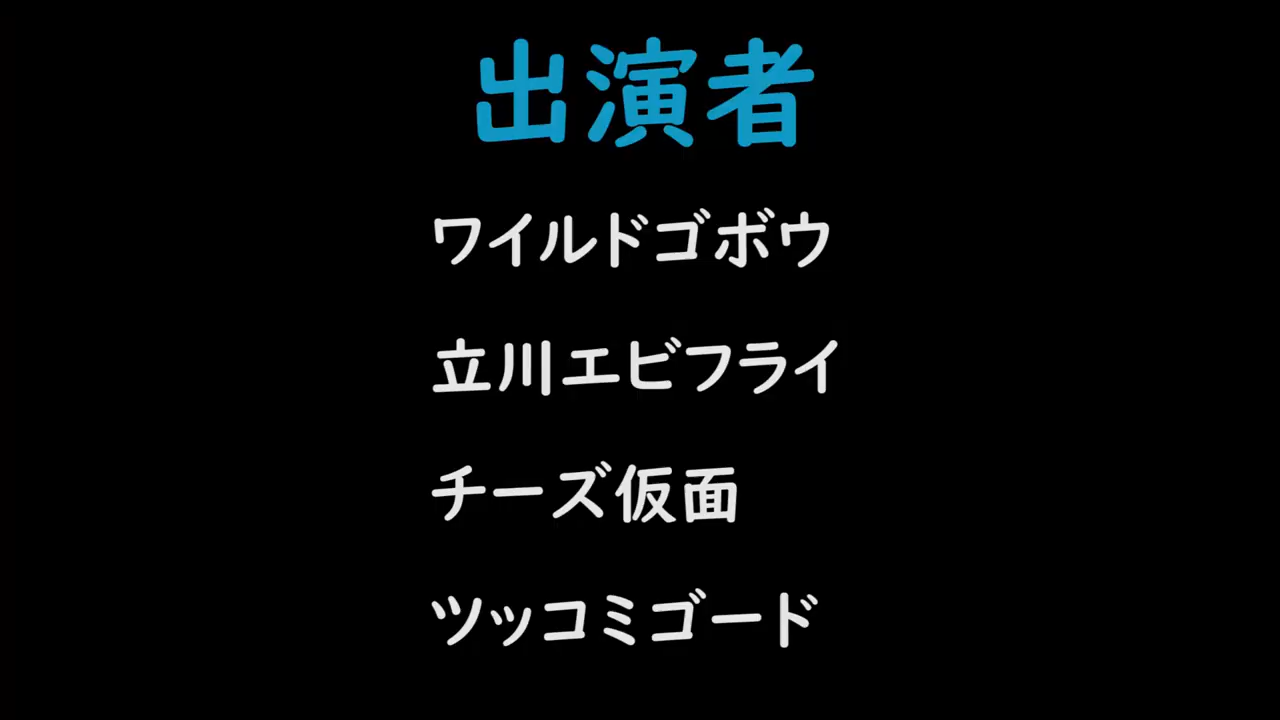 出演者
ワイルドゴボウ
立川エビフライ
チーズ仮面
ツッコミゴード